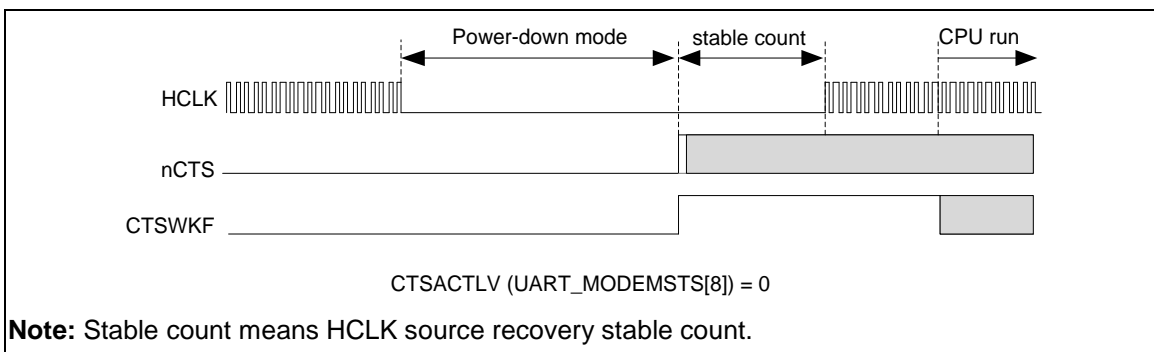 Power-down mode stable count CPU run
HCLK
nCTS
CTSWKF
CTSACTLV (UART_MODEMSTS[8]) = 0
Note: Stable count means HCLK source recovery stable count.